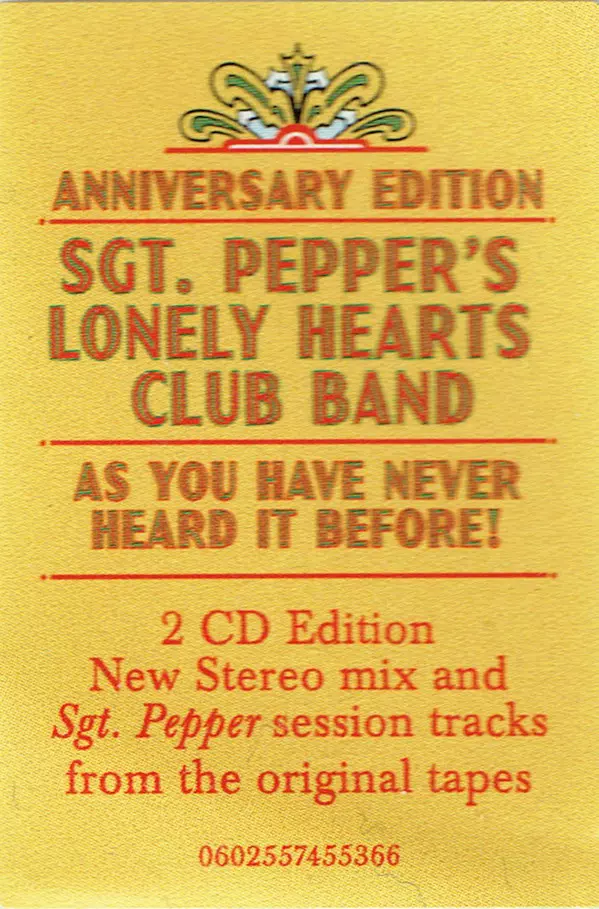 ANNIVERSARY EDITION
SGT. PEPPER'S
LONELY HEARTS
CLUB BAND
AS YOU HAVE NEVER
HEARD IT BEFORE!
2 CD Edition
New Stereo mix and
Sgt. Pepper session tracks
from the original tapes
0602557455366